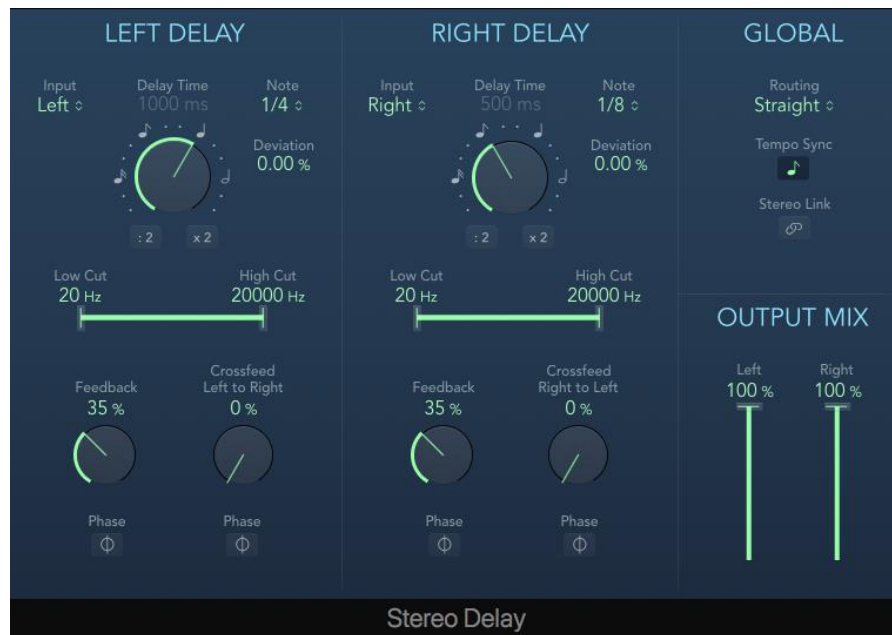 LEFT DELAY
Input
Left
Delay Time
1000 ms
Note
1/4
Deviation
0.00 %
: 2
x 2
Low Cut
20 Hz
High Cut
20000 Hz
Feedback
35 %
Crossfeed
Left to Right
0 %
Phase
Phase
RIGHT DELAY
Input
Right
Delay Time
500 ms
Note
1/8
Deviation
0.00 %
: 2
x 2
Low Cut
20 Hz
High Cut
20000 Hz
Feedback
35 %
Crossfeed
Right to Left
0 %
Phase
Phase
GLOBAL
Routing
Straight
Tempo Sync
Stereo Link
OUTPUT MIX
Left
100 %
Right
100 %
Stereo Delay